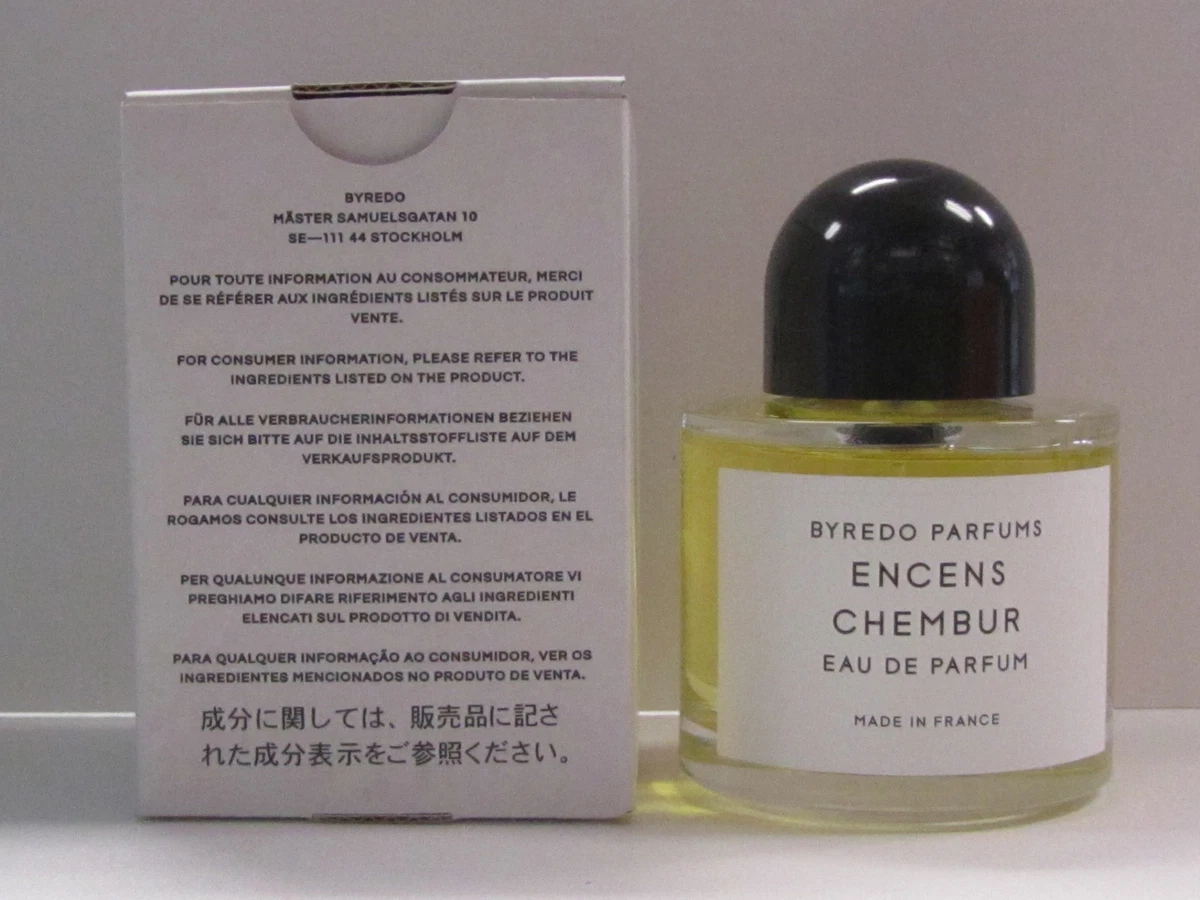 BYREDO
MÄSTER SAMUELSGATAN 10
SE—111 44 STOCKHOLM
POUR TOUTE INFORMATION AU CONSOMMATEUR, MERCI
DE SE RÉFÉRER AUX INGRÉDIENTS LISTÉS SUR LE PRODUIT
VENTE.
FOR CONSUMER INFORMATION, PLEASE REFER TO THE
INGREDIENTS LISTED ON THE PRODUCT.
FÜR ALLE VERBRAUCHERINFORMATIONEN BEZIEHEN
SIE SICH BITTE AUF DIE INHALTSSTOFFLISTE AUF DEM
VERKAUFSPRODUKT.
PARA CUALQUIER INFORMACIÓN AL CONSUMIDOR, LE
ROGAMOS CONSULTE LOS INGREDIENTES LISTADOS EN EL
PRODUCTO DE VENTA.
PER QUALUNQUE INFORMAZIONE AL CONSUMATORE VI
PREGHIAMO DIFARE RIFERIMENTO AGLI INGREDIENTI
ELENCATI SUL PRODOTTO DI VENDITA.
PARA QUALQUER INFORMAÇÃO AO CONSUMIDOR, VER OS
INGREDIENTES MENCIONADOS NO PRODUTO DE VENTA.
成分に関しては、販売品に記さ
れた成分表示をご参照ください。
BYREDO PARFUMS
ENCENS
CHEMBUR
EAU DE PARFUM
MADE IN FRANCE